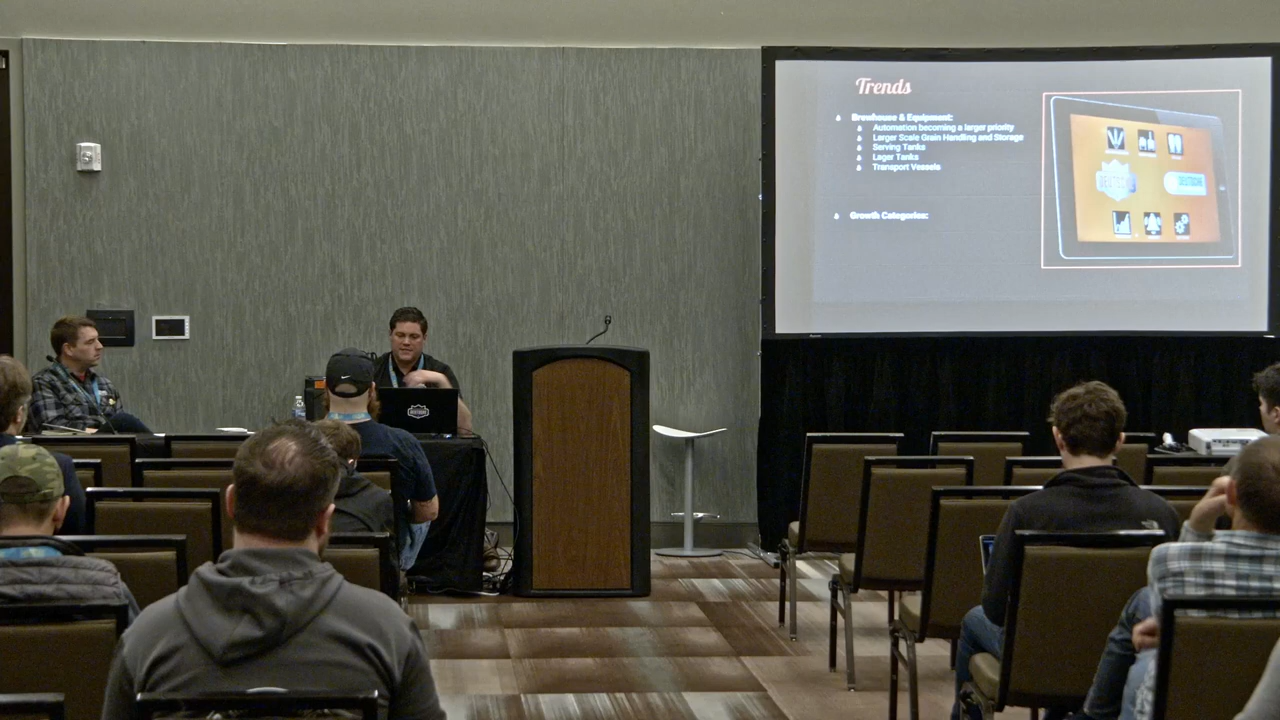 Trends
Brewhouse & Equipment:
Automation becoming a larger priority
Larger Scale Grain Handling and Storage
Serving Tanks
Lager Tanks
Transport Vessels
Growth Categories:
DEUTSCHE